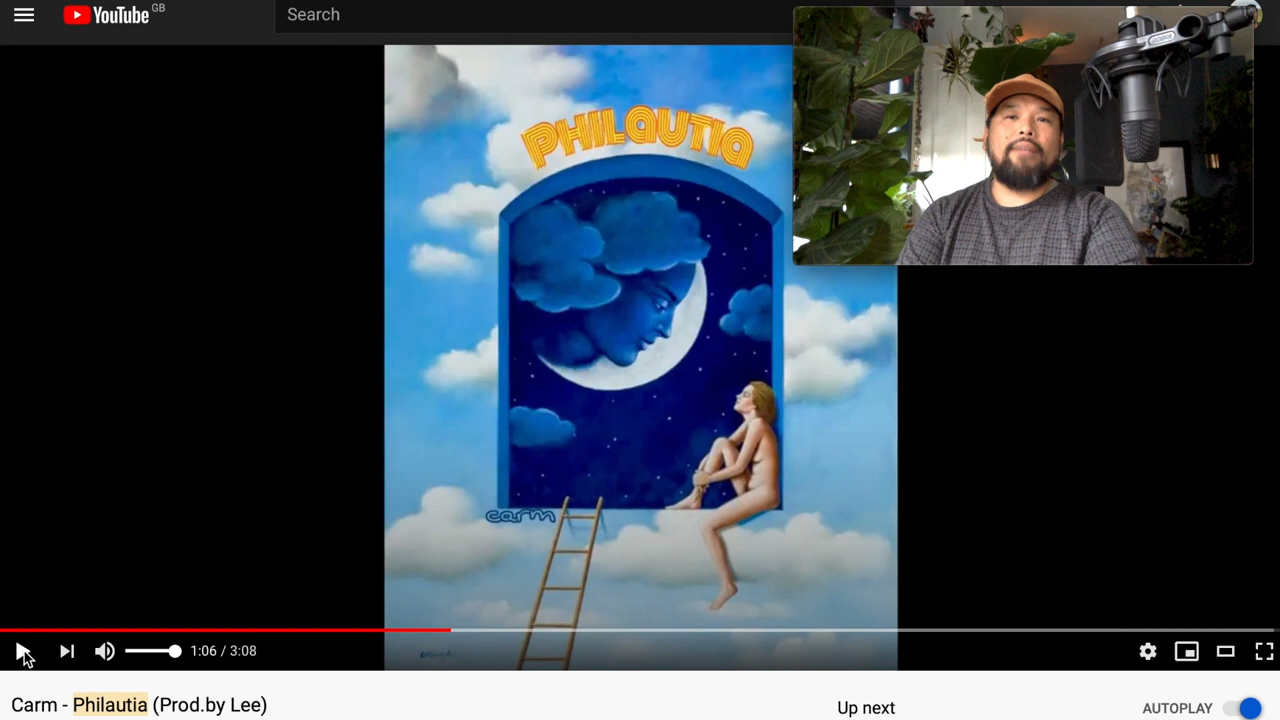 YouTube GB
Search
PHILAUTIA
carm
1:06 / 3:08
Carm - Philautia (Prod.by Lee)
Up next
AUTOPLAY